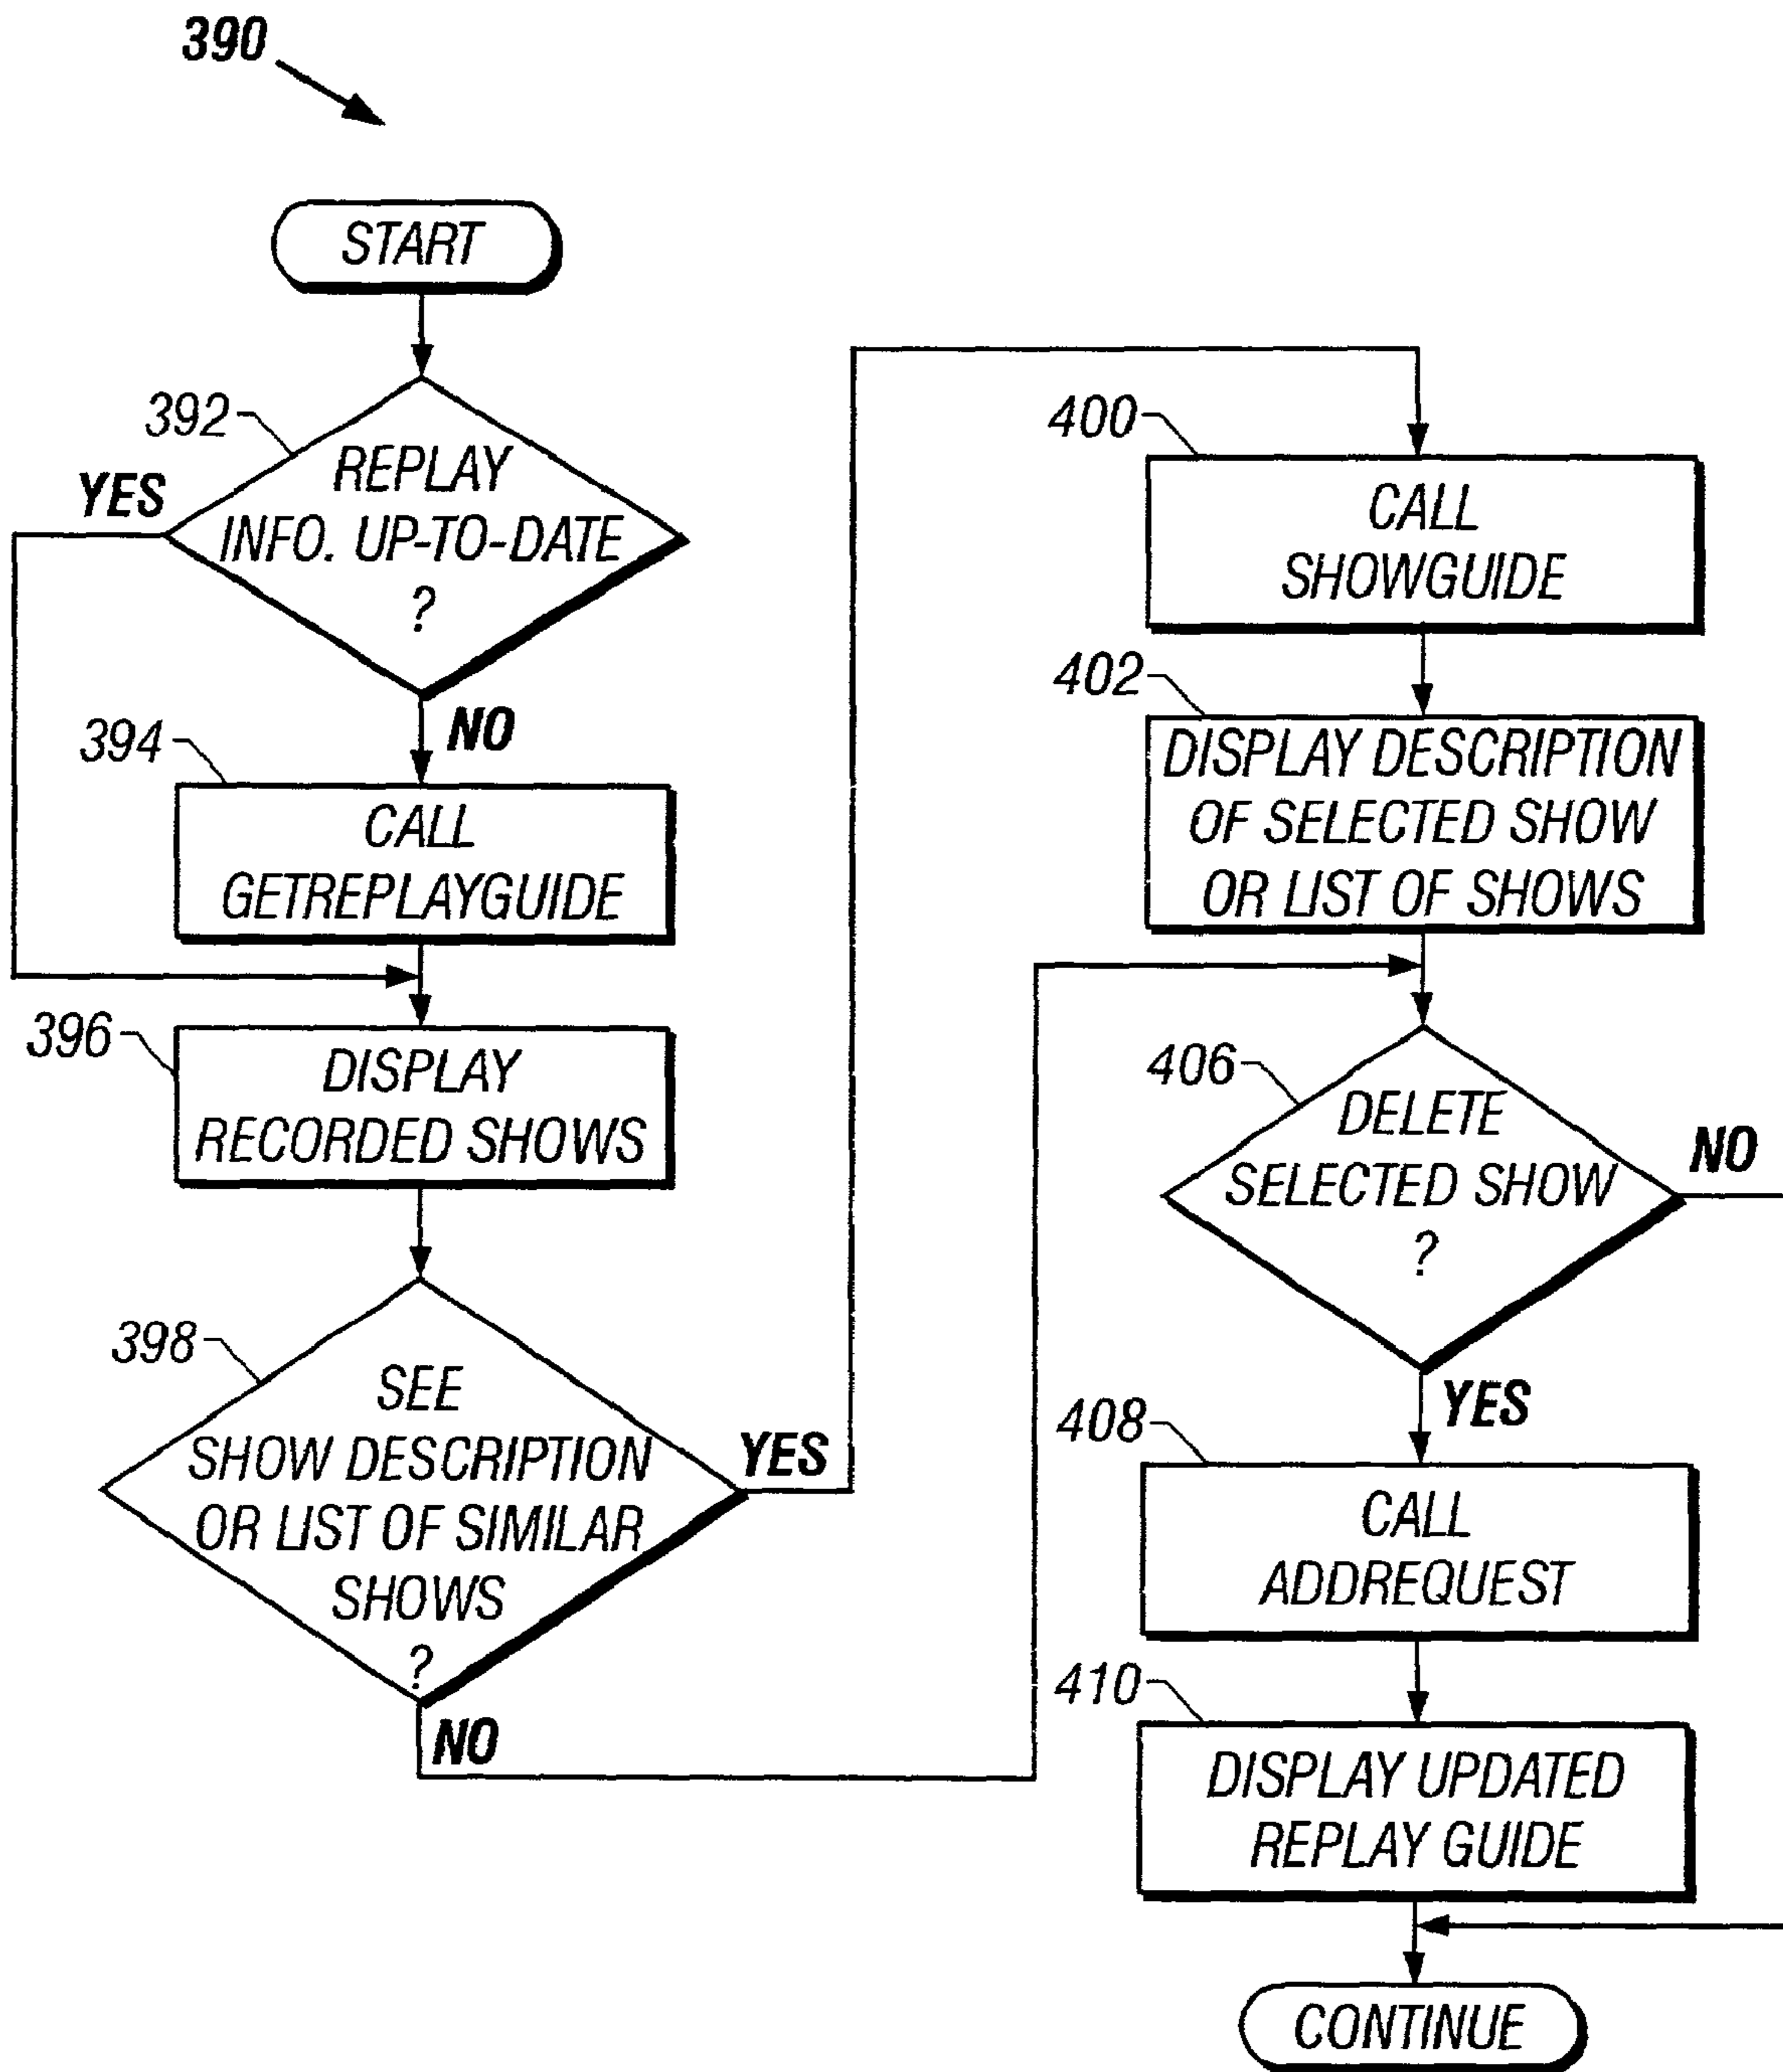 390
START
392
REPLAY
INFO. UP-TO-DATE
?
YES
NO
394
CALL
GETREPLAYGUIDE
396
DISPLAY
RECORDED SHOWS
398
SEE
SHOW DESCRIPTION
OR LIST OF SIMILAR
SHOWS
?
YES
NO
400
CALL
SHOWGUIDE
402
DISPLAY DESCRIPTION
OF SELECTED SHOW
OR LIST OF SHOWS
406
DELETE
SELECTED SHOW
?
NO
YES
408
CALL
ADDREQUEST
410
DISPLAY UPDATED
REPLAY GUIDE
CONTINUE